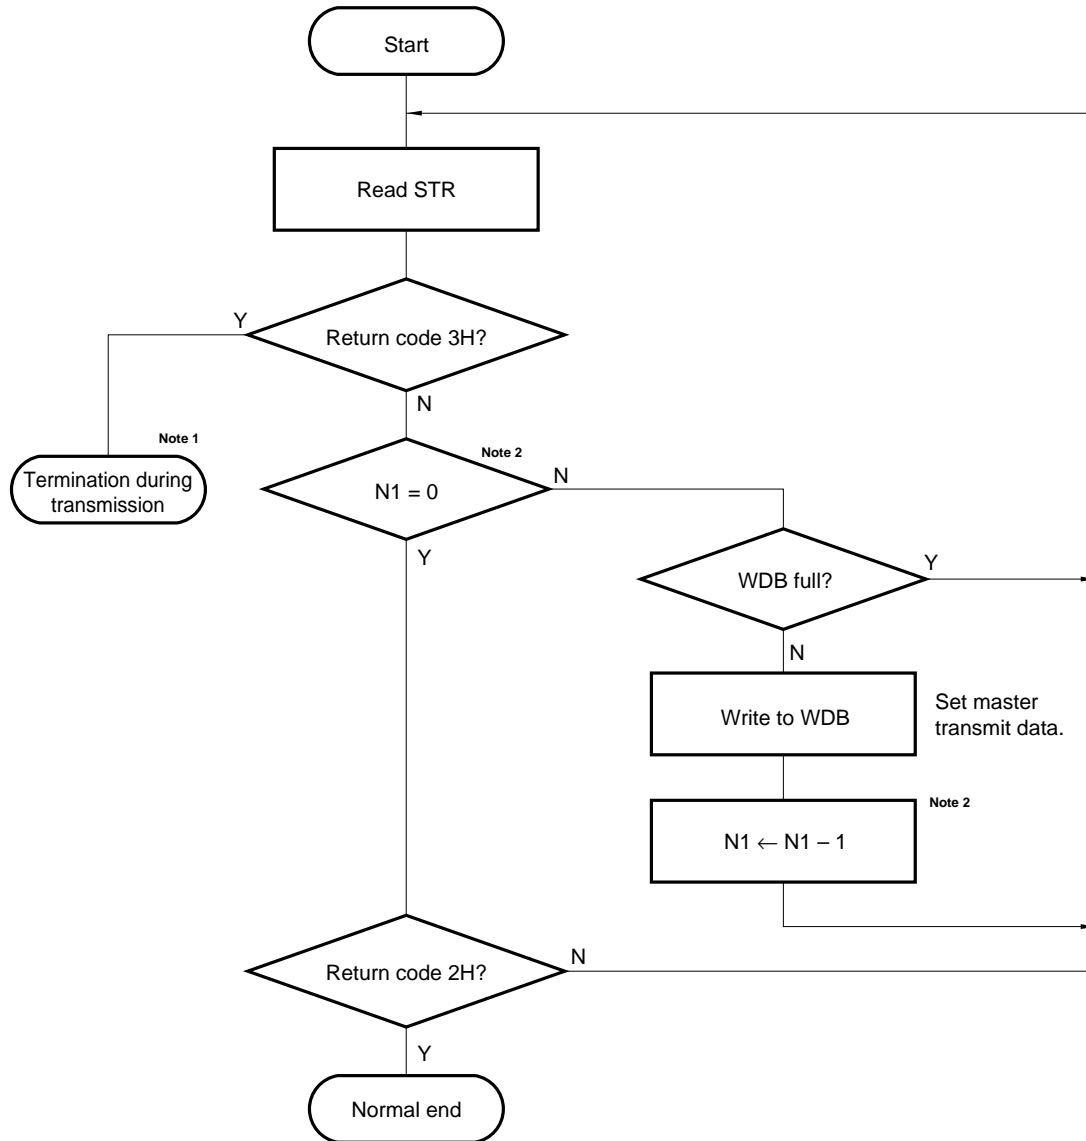 Start
Read STR
Y
Return code 3H?
N
Note 1
Termination during
transmission
Note 2
N1 = 0
N
Y
WDB full?
Y
N
Write to WDB
Set master
transmit data.
Note 2
N1 ← N1 – 1
Return code 2H?
N
Y
Normal end